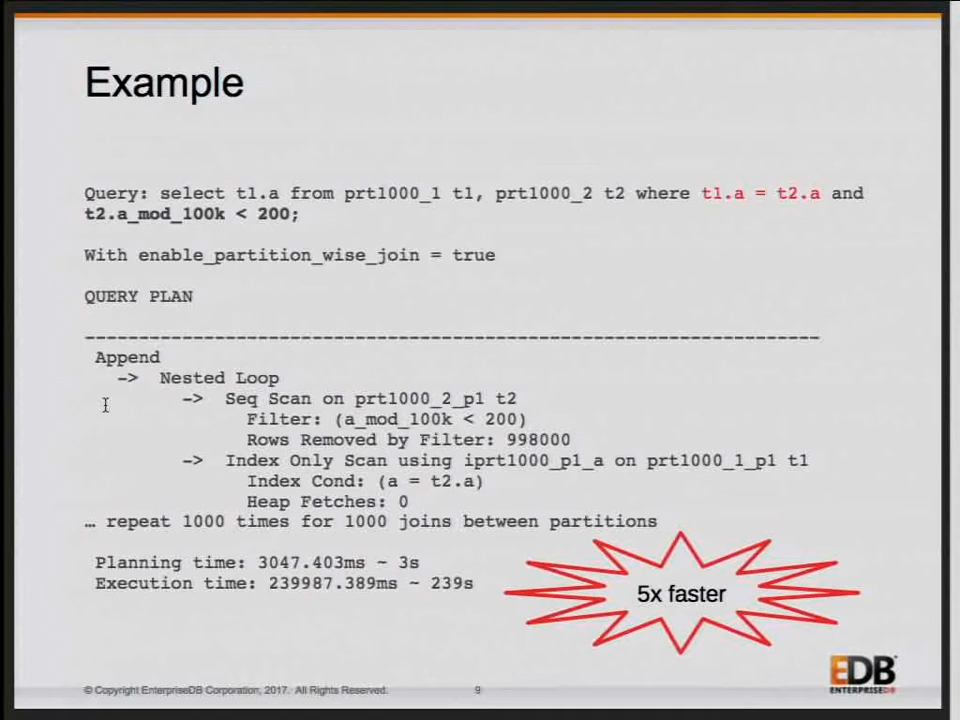 Example
Query: select t1.a from prt1000_1 t1, prt1000_2 t2 where t1.a = t2.a and
t2.a_mod_100k < 200;
With enable_partition_wise_join = true
QUERY PLAN
--------------------------------------------------------------------
Append
-> Nested Loop
-> Seq Scan on prt1000_2_p1 t2
Filter: (a_mod_100k < 200)
Rows Removed by Filter: 998000
-> Index Only Scan using iprt1000_p1_a on prt1000_1_p1 t1
Index Cond: (a = t2.a)
Heap Fetches: 0
… repeat 1000 times for 1000 joins between partitions
Planning time: 3047.403ms ~ 3s
Execution time: 239987.389ms ~ 239s
5x faster
EDB
ENTERPRISEDB
© Copyright EnterpriseDB Corporation, 2017. All Rights Reserved.
9